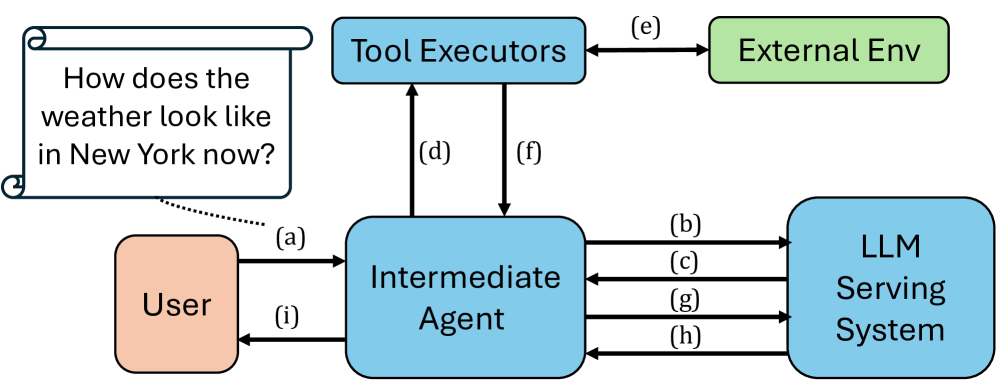 How does the
weather look like
in New York now?
Tool Executors
(e)
External Env
(d)
(f)
(a)
User
(i)
Intermediate
Agent
(b)
(c)
(g)
(h)
LLM
Serving
System